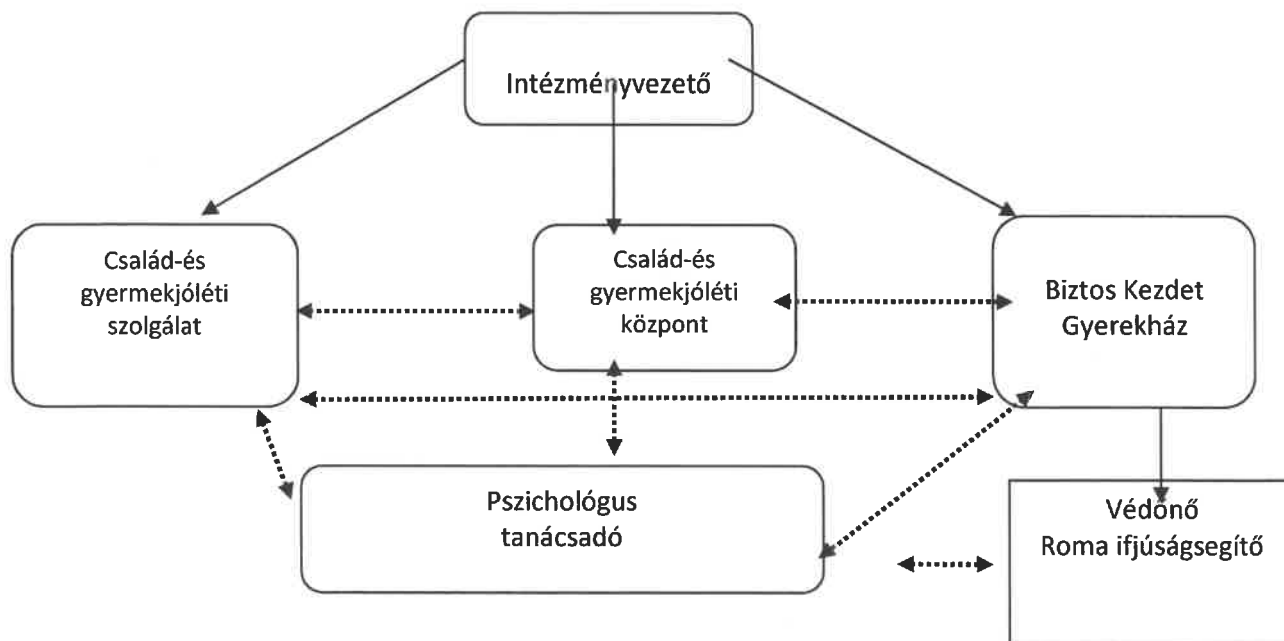 Intézményvezető
Család-és
gyermekjóléti
szolgálat
Család-és
gyermekjóléti
központ
Biztos Kezdet
Gyerekház
Pszichológus
tanácsadó
Védőnő
Roma ifjúságsegítő